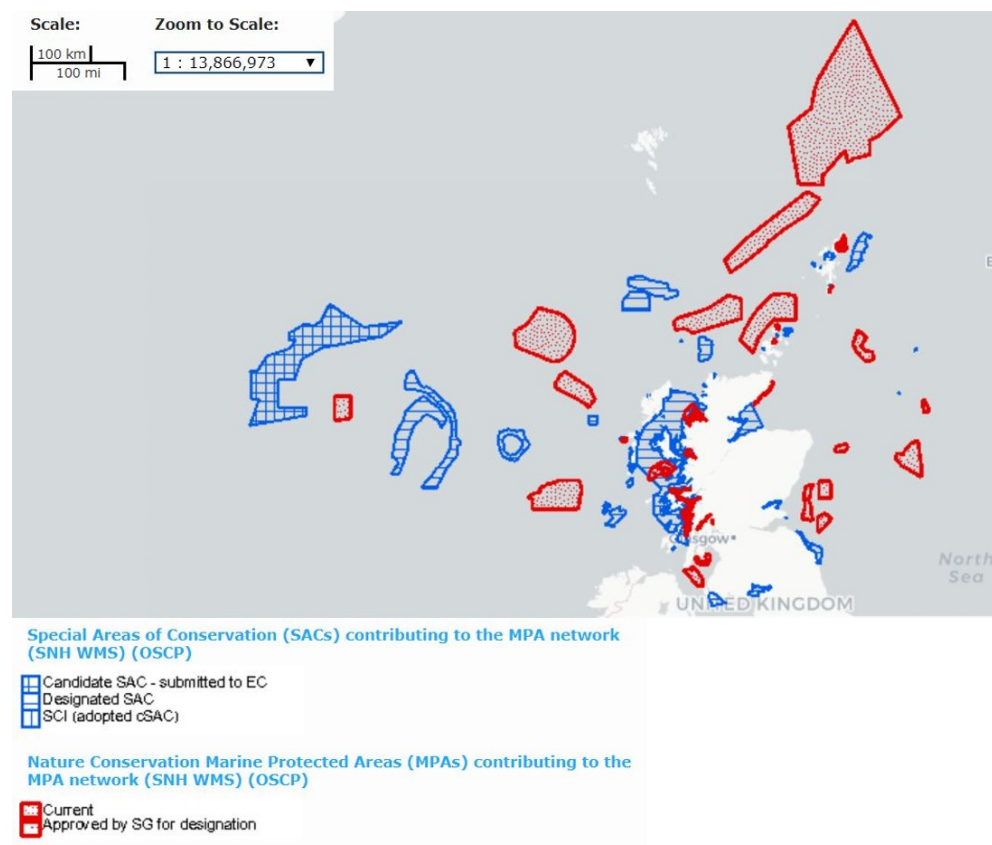 Scale:
Zoom to Scale:
100 km
100 mi
1 : 13,866,973
Glasgow
North
Sea
UNITED KINGDOM
Special Areas of Conservation (SACs) contributing to the MPA network
(SNH WMS) (OSCP)
Candidate SAC - submitted to EC
Designated SAC
SCI (adopted cSAC)
Nature Conservation Marine Protected Areas (MPAs) contributing to the
MPA network (SNH WMS) (OSCP)
Current
Approved by SG for designation